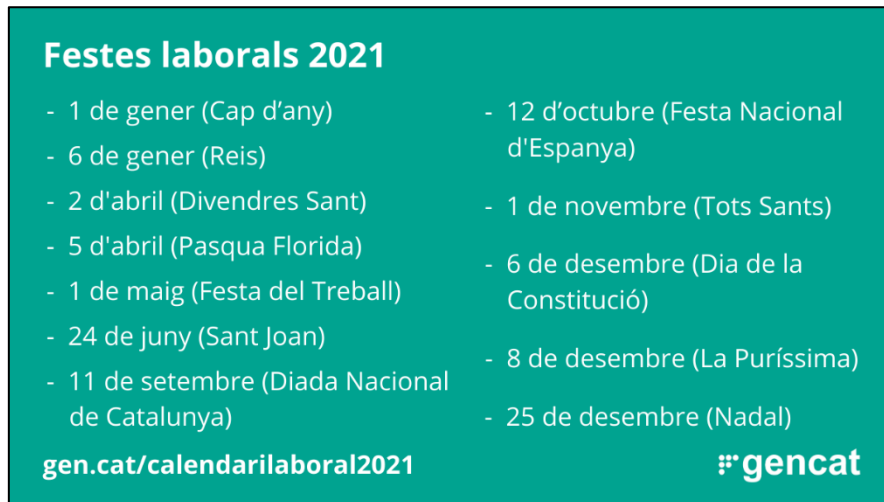 Festes laborals 2021
- 1 de gener (Cap d’any)
- 6 de gener (Reis)
- 2 d'abril (Divendres Sant)
- 5 d'abril (Pasqua Florida)
- 1 de maig (Festa del Treball)
- 24 de juny (Sant Joan)
- 11 de setembre (Diada Nacional
de Catalunya)
- 12 d’octubre (Festa Nacional
d'Espanya)
- 1 de novembre (Tots Sants)
- 6 de desembre (Dia de la
Constitució)
- 8 de desembre (La Puríssima)
- 25 de desembre (Nadal)
gen.cat/calendarilaboral2021
gencat